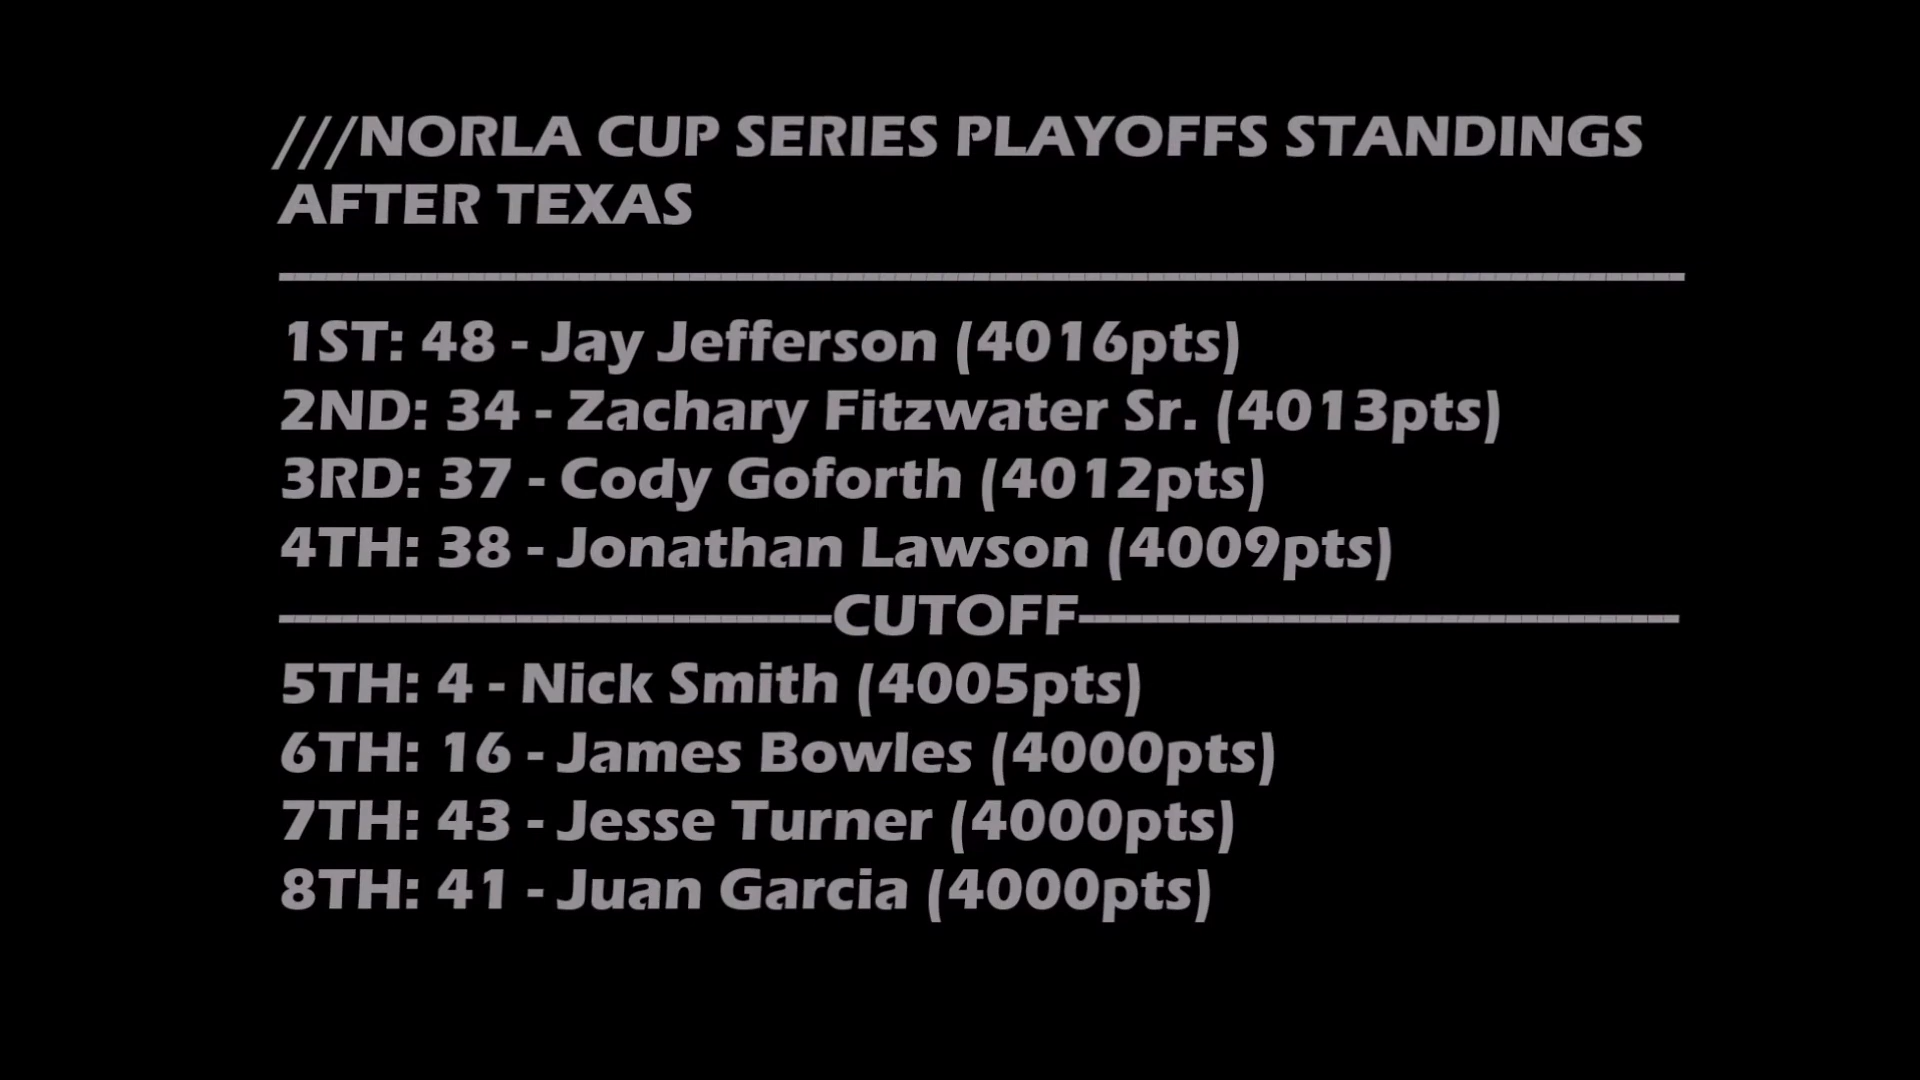 ///NORLA CUP SERIES PLAYOFFS STANDINGS
AFTER TEXAS
1ST: 48 - Jay Jefferson (4016pts)
2ND: 34 - Zachary Fitzwater Sr. (4013pts)
3RD: 37 - Cody Goforth (4012pts)
4TH: 38 - Jonathan Lawson (4009pts)
CUTOFF
5TH: 4 - Nick Smith (4005pts)
6TH: 16 - James Bowles (4000pts)
7TH: 43 - Jesse Turner (4000pts)
8TH: 41 - Juan Garcia (4000pts)